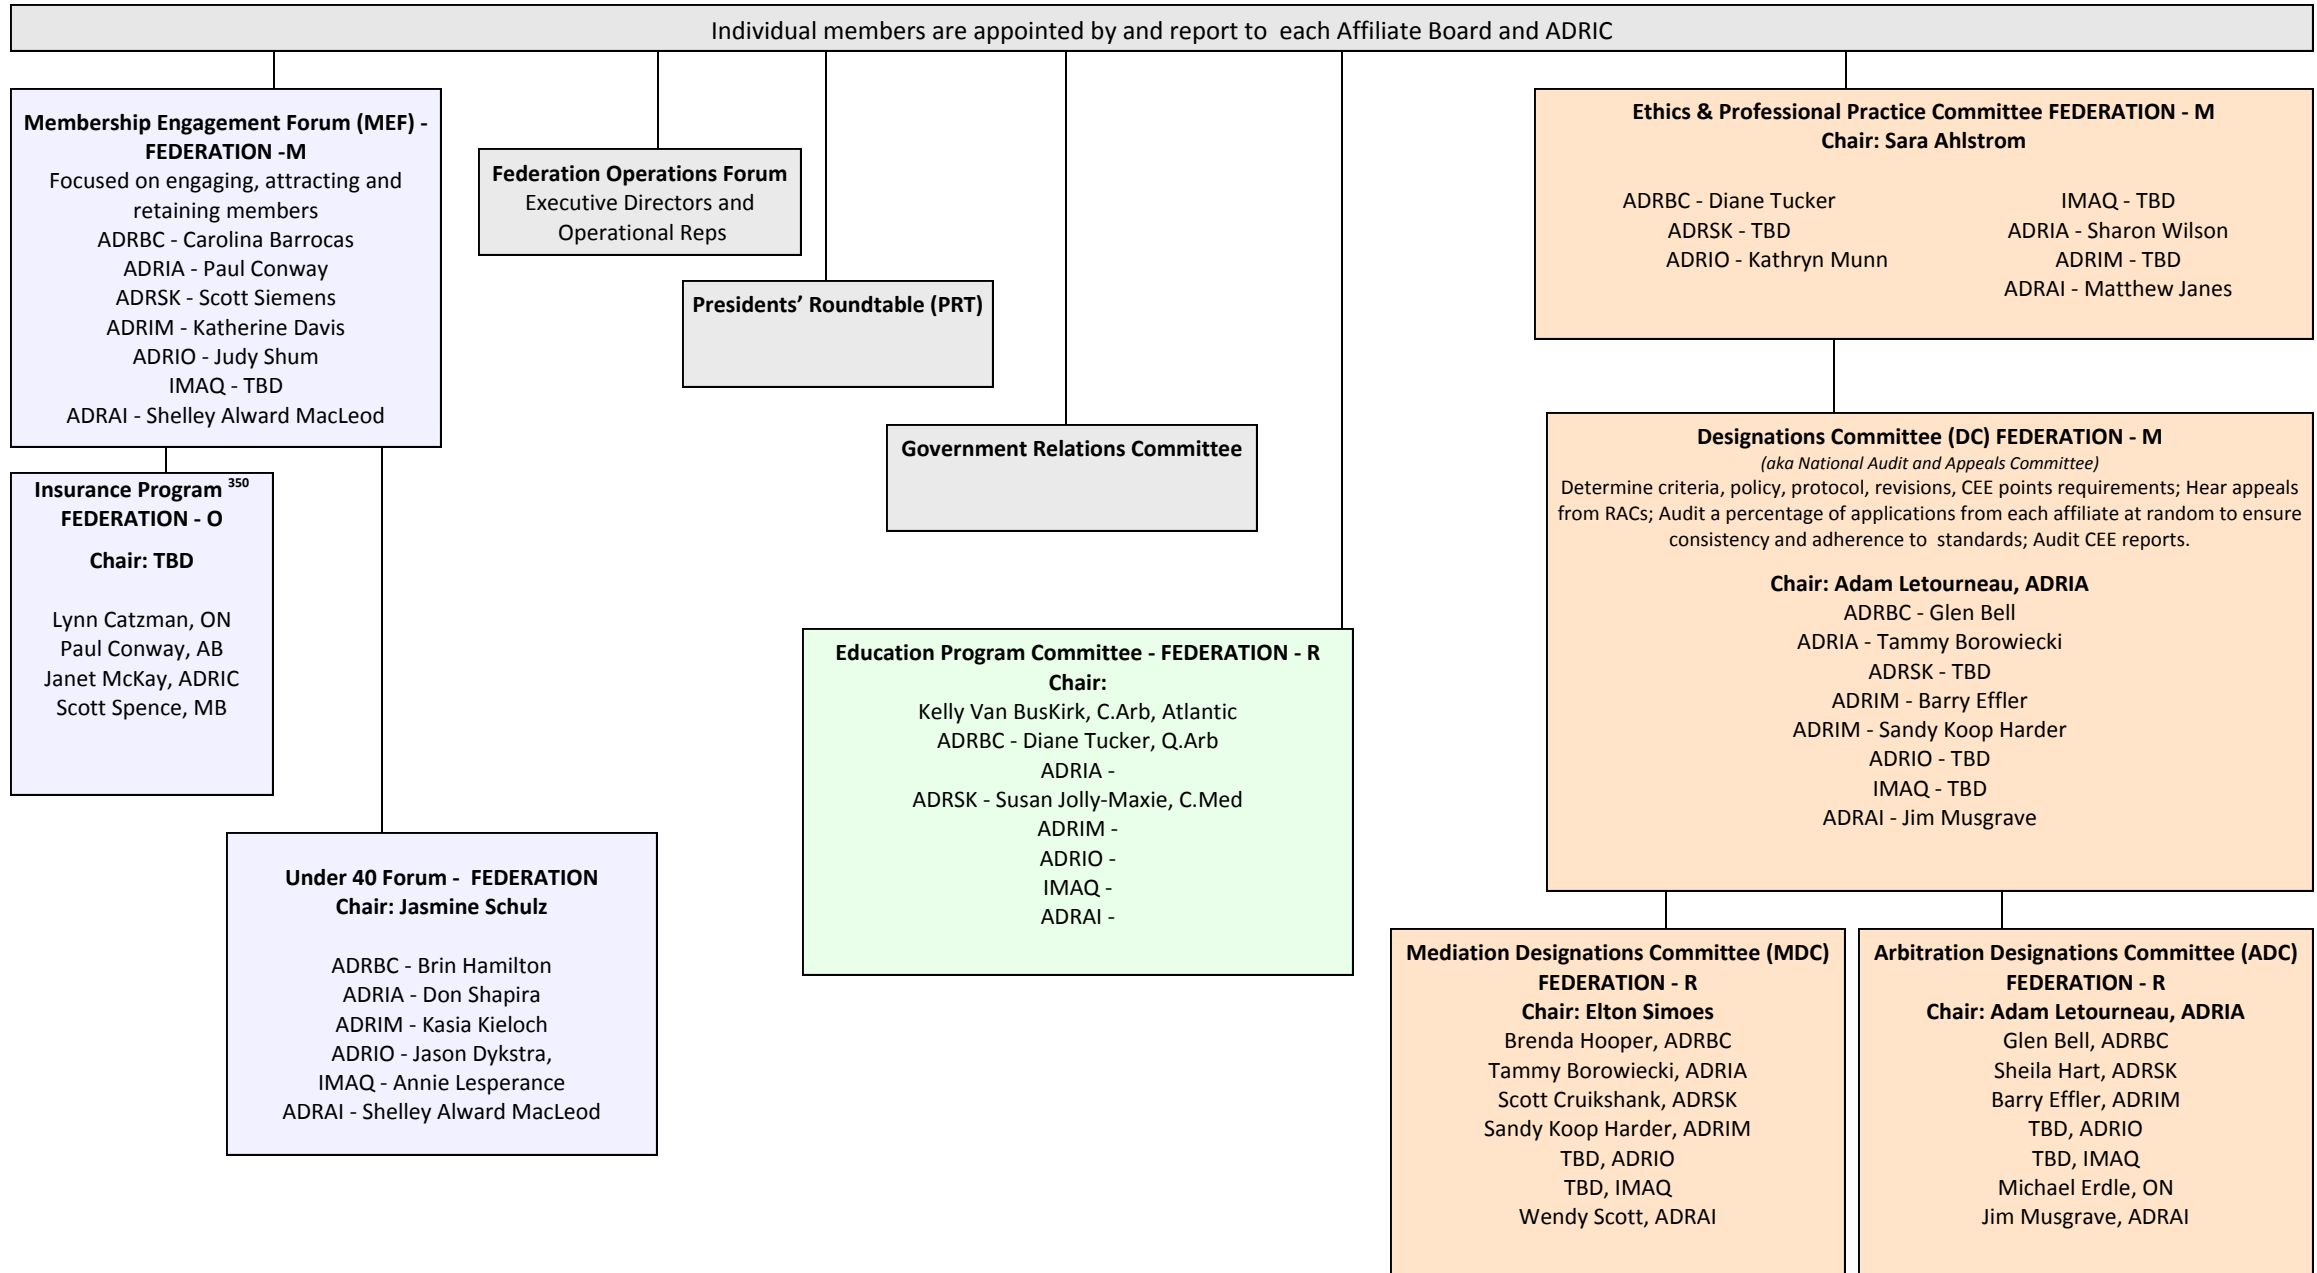 Individual members are appointed by and report to each Affiliate Board and ADRIC
Membership Engagement Forum (MEF) -
FEDERATION -M
Focused on engaging, attracting and
retaining members
ADRBC - Carolina Barrocas
ADRIA - Paul Conway
ADRSK - Scott Siemens
ADRIM - Katherine Davis
ADRIO - Judy Shum
IMAQ - TBD
ADRAI - Shelley Alward MacLeod
Insurance Program 350
FEDERATION - O
Chair: TBD
Lynn Catzman, ON
Paul Conway, AB
Janet McKay, ADRIC
Scott Spence, MB
Under 40 Forum - FEDERATION
Chair: Jasmine Schulz
ADRBC - Brin Hamilton
ADRIA - Don Shapira
ADRIM - Kasia Kieloch
ADRIO - Jason Dykstra,
IMAQ - Annie Lesperance
ADRAI - Shelley Alward MacLeod
Federation Operations Forum
Executive Directors and
Operational Reps
Presidents’ Roundtable (PRT)
Government Relations Committee
Education Program Committee - FEDERATION - R
Chair:
Kelly Van BusKirk, C.Arb, Atlantic
ADRBC - Diane Tucker, Q.Arb
ADRIA -
ADRSK - Susan Jolly-Maxie, C.Med
ADRIM -
ADRIO -
IMAQ -
ADRAI -
Ethics & Professional Practice Committee FEDERATION - M
Chair: Sara Ahlstrom
ADRBC - Diane Tucker
ADRSK - TBD
ADRIO - Kathryn Munn
IMAQ - TBD
ADRIA - Sharon Wilson
ADRIM - TBD
ADRAI - Matthew Janes
Designations Committee (DC) FEDERATION - M
(aka National Audit and Appeals Committee)
Determine criteria, policy, protocol, revisions, CEE points requirements; Hear appeals
from RACs; Audit a percentage of applications from each affiliate at random to ensure
consistency and adherence to standards; Audit CEE reports.
Chair: Adam Letourneau, ADRIA
ADRBC - Glen Bell
ADRIA - Tammy Borowiecki
ADRSK - TBD
ADRIM - Barry Effler
ADRIM - Sandy Koop Harder
ADRIO - TBD
IMAQ - TBD
ADRAI - Jim Musgrave
Mediation Designations Committee (MDC)
FEDERATION - R
Chair: Elton Simoes
Brenda Hooper, ADRBC
Tammy Borowiecki, ADRIA
Scott Cruikshank, ADRSK
Sandy Koop Harder, ADRIM
TBD, ADRIO
TBD, IMAQ
Wendy Scott, ADRAI
Arbitration Designations Committee (ADC)
FEDERATION - R
Chair: Adam Letourneau, ADRIA
Glen Bell, ADRBC
Sheila Hart, ADRSK
Barry Effler, ADRIM
TBD, ADRIO
TBD, IMAQ
Michael Erdle, ON
Jim Musgrave, ADRAI